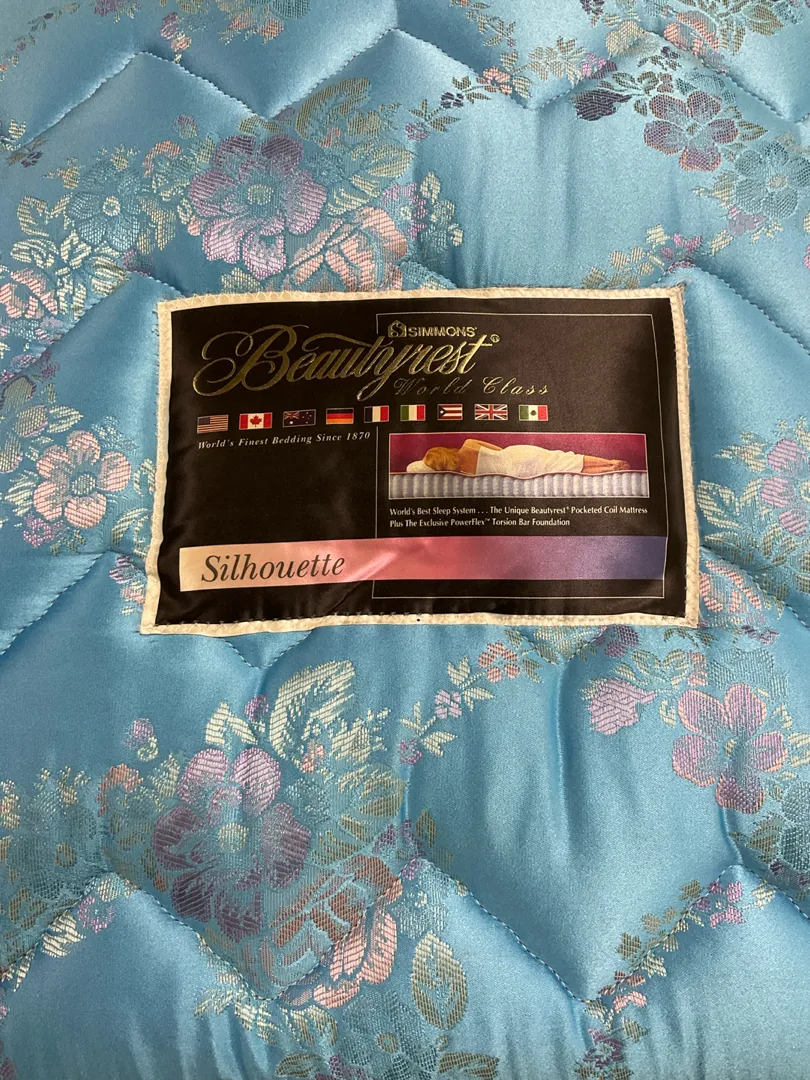 SIMMONS®
Beautyrest®
World Class
World's Finest Bedding Since 1870
World's Best Sleep System . . . The Unique Beautyrest® Pocketed Coil Mattress
Plus The Exclusive PowerFlex™ Torsion Bar Foundation
Silhouette